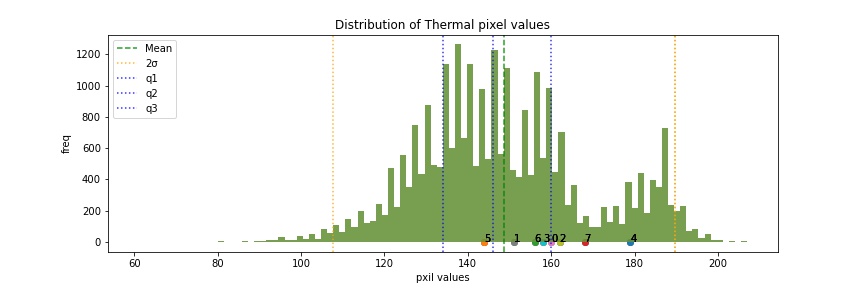 Distribution of Thermal pixel values
Mean
2σ
q1
q2
q3
freq
1200
1000
800
600
400
200
0
5 1 6 3 0 2 7 4
60 80 100 120 140 160 180 200
pxil values